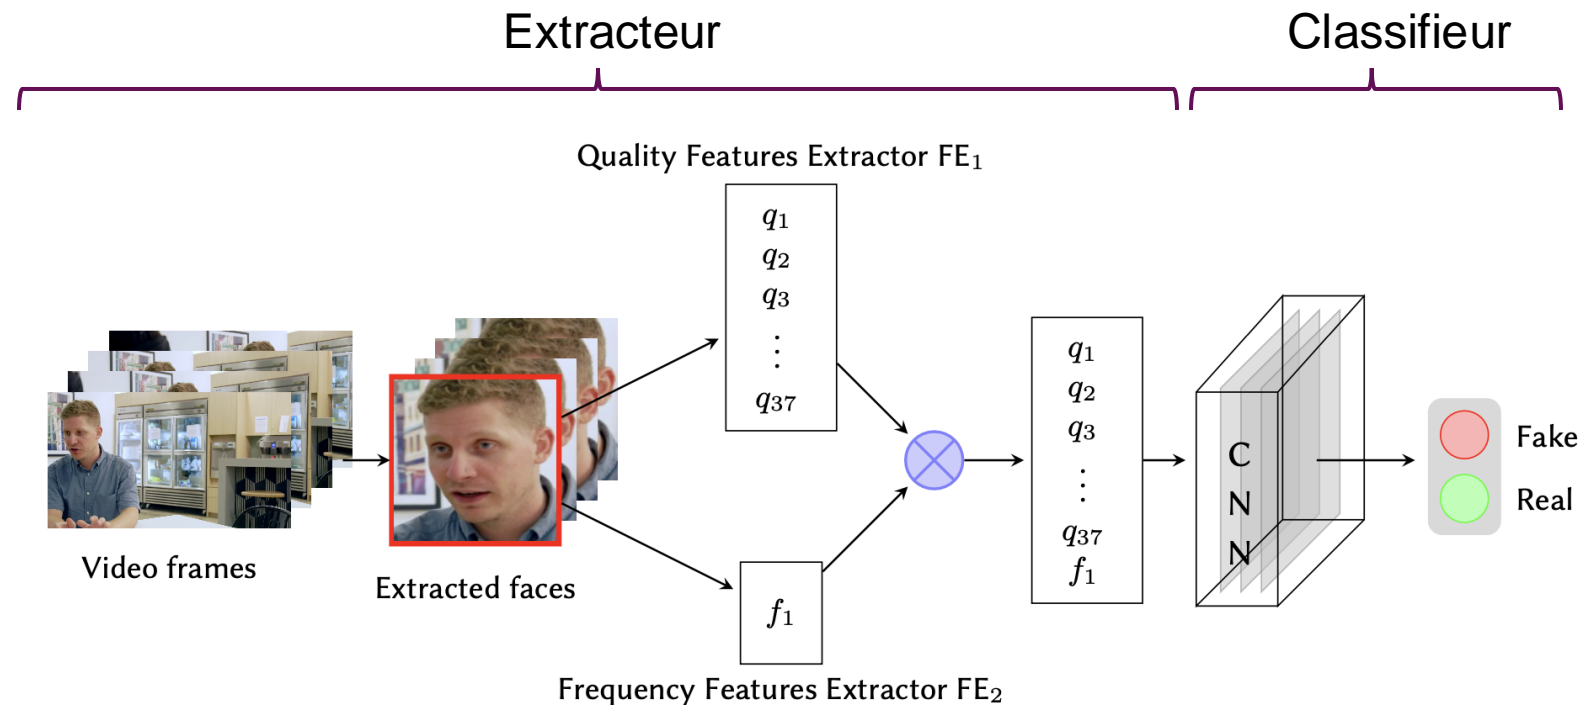 Extracteur
Classifieur
Quality Features Extractor FE₁
q₁
q₂
q₃
⋮
q₃₇
Video frames
Extracted faces
f₁
Frequency Features Extractor FE₂
q₁
q₂
q₃
⋮
q₃₇
f₁
C
N
N
Fake
Real